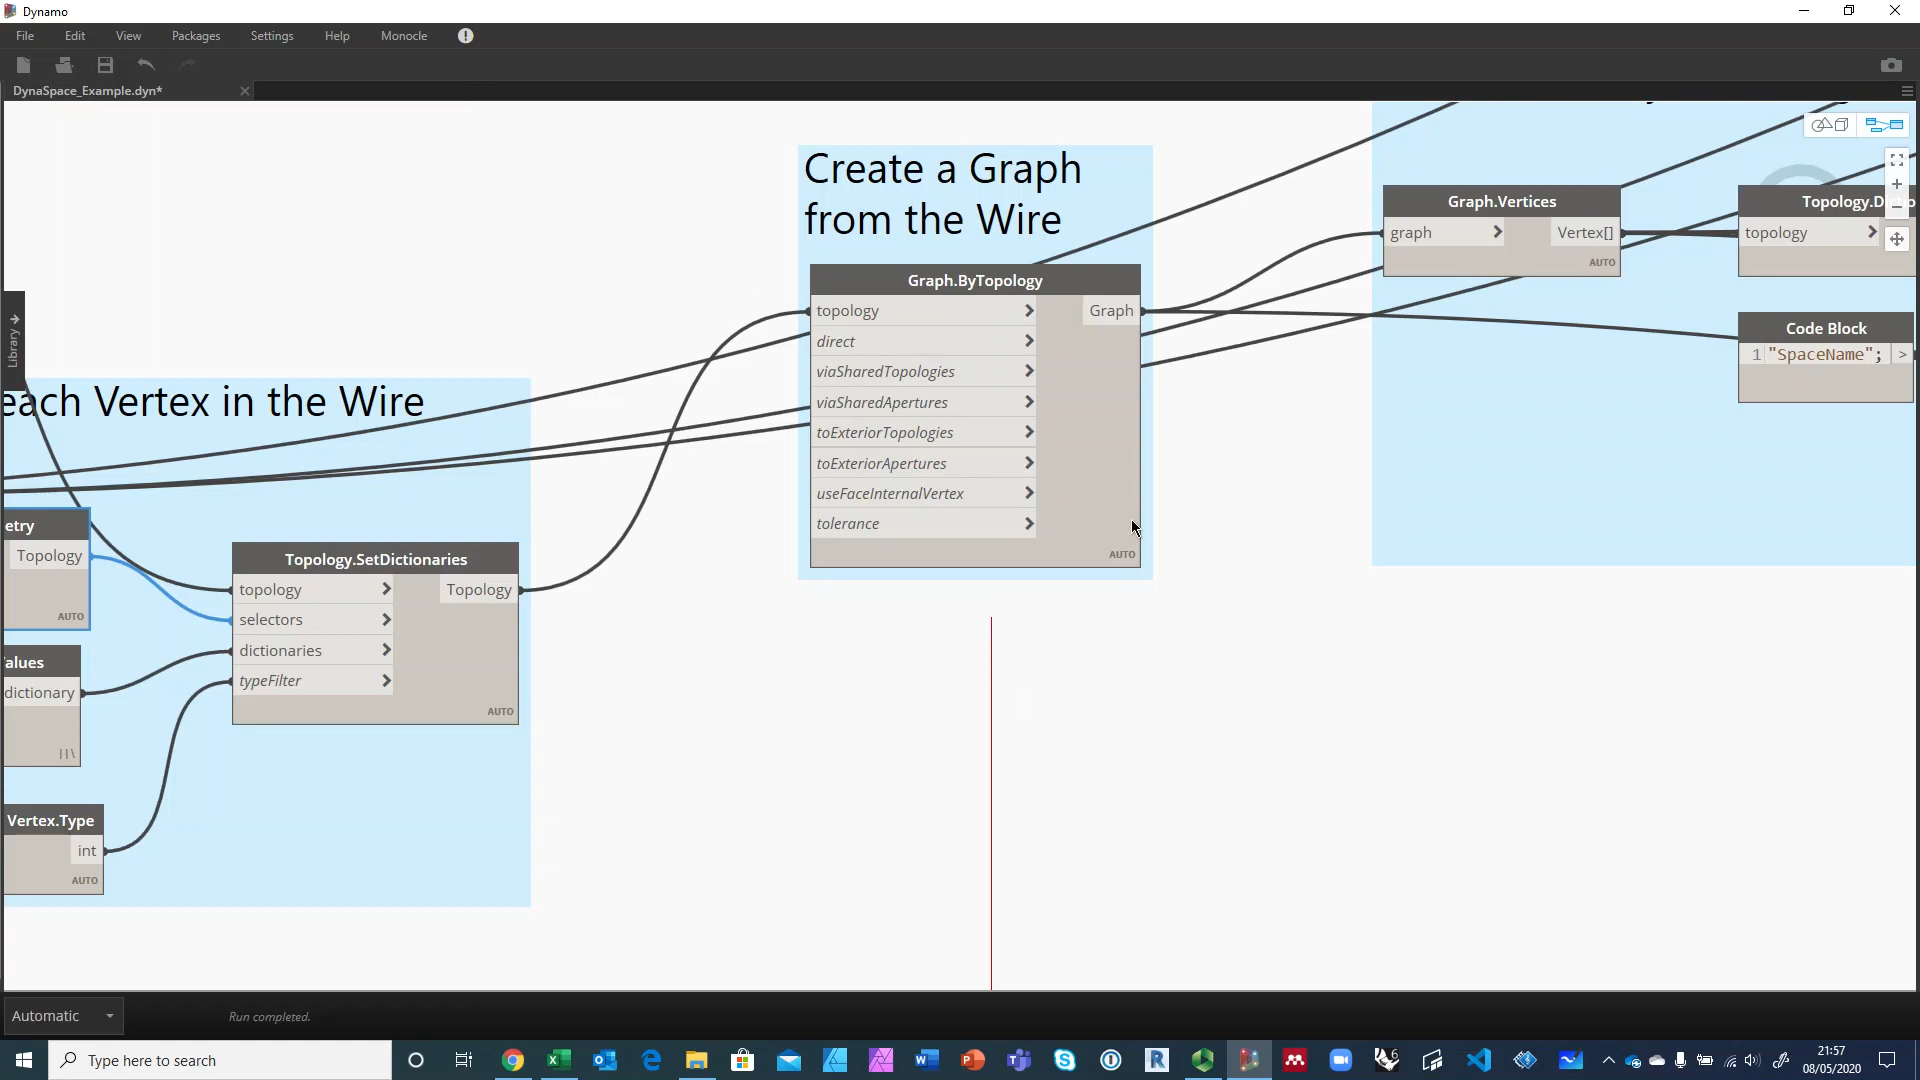 Dynamo
File Edit View Packages Settings Help Monocle
DynaSpace_Example.dyn*
Library
each Vertex in the Wire
etry
Topology
AUTO
alues
dictionary
Vertex.Type
int
AUTO
Topology.SetDictionaries
topology > Topology
selectors >
dictionaries >
typeFilter >
AUTO
Create a Graph
from the Wire
Graph.ByTopology
topology > Graph
direct >
viaSharedTopologies >
viaSharedApertures >
toExteriorTopologies >
toExteriorApertures >
useFaceInternalVertex >
tolerance >
AUTO
Graph.Vertices
graph > Vertex[]
AUTO
topology >
Code Block
1 "SpaceName"; >
Automatic
Run completed.
Type here to search
21:57
08/05/2020